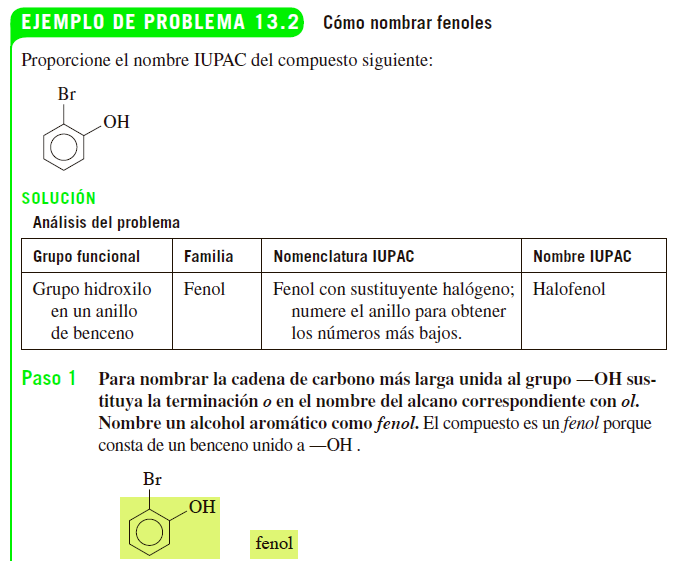 EJEMPLO DE PROBLEMA 13.2 Cómo nombrar fenoles
Proporcione el nombre IUPAC del compuesto siguiente:
Br
OH
SOLUCIÓN
Análisis del problema
Grupo funcional Familia Nomenclatura IUPAC Nombre IUPAC
Grupo hidroxilo Fenol Fenol con sustituyente halógeno; Halofenol
en un anillo numere el anillo para obtener
de benceno los números más bajos.
Paso 1 Para nombrar la cadena de carbono más larga unida al grupo —OH sus-
tituya la terminación o en el nombre del alcano correspondiente con ol.
Nombre un alcohol aromático como fenol. El compuesto es un fenol porque
consta de un benceno unido a —OH .
Br
OH
fenol